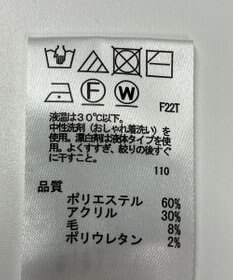 F
W
F22T
液温は30℃以下。
中性洗剤（おしゃれ着洗い）を使
用。漂白剤は液体タイプを使用。
よくすすぎ、絞りの後すぐ
に干すこと。
110
品質
ポリエステル 60%
アクリル 30%
毛 8%
ポリウレタン 2%